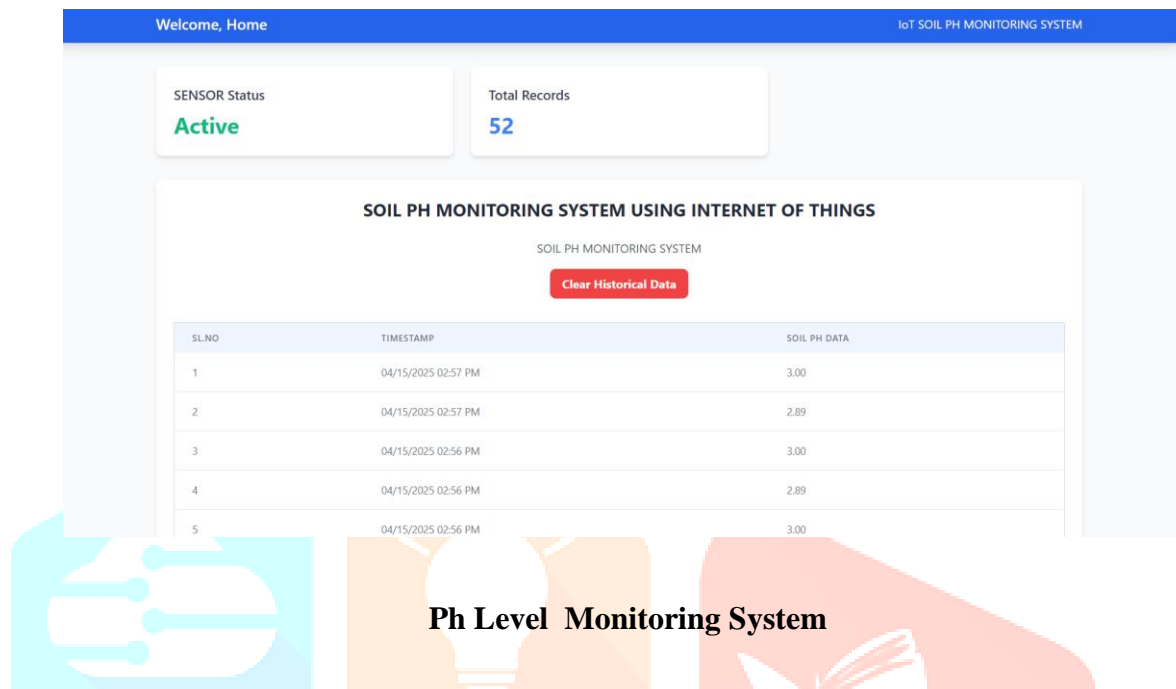 Welcome, Home IoT SOIL PH MONITORING SYSTEM
SENSOR Status Total Records
Active 52
SOIL PH MONITORING SYSTEM USING INTERNET OF THINGS
SOIL PH MONITORING SYSTEM
Clear Historical Data
SL.NO TIMESTAMP SOIL PH DATA
1 04/15/2025 02:57 PM 3.00
2 04/15/2025 02:57 PM 2.89
3 04/15/2025 02:56 PM 3.00
4 04/15/2025 02:56 PM 2.89
5 04/15/2025 02:56 PM 3.00
Ph Level Monitoring System